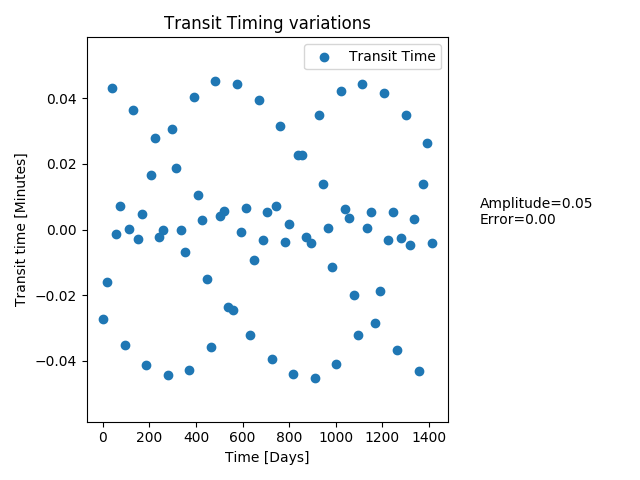 Transit Timing variations
Transit Time
0.04
0.02
0.00
−0.02
−0.04
Transit time [Minutes]
0 200 400 600 800 1000 1200 1400
Time [Days]
Amplitude=0.05
Error=0.00